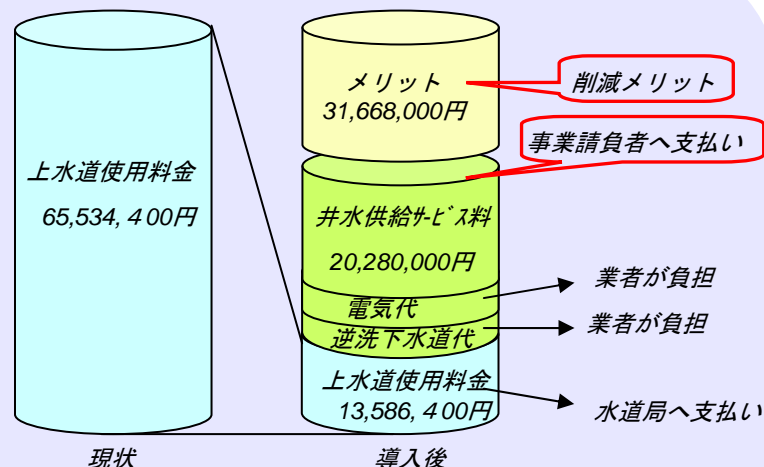 上水道使用料金
65,534,４00円
現状
メリット
31,668,000円
削減メリット
事業請負者へ支払い
井水供給ｻｰﾋﾞｽ料
20,280,000円
電気代
業者が負担
逆洗下水道代
業者が負担
上水道使用料金
13,586,４00円
水道局へ支払い
導入後